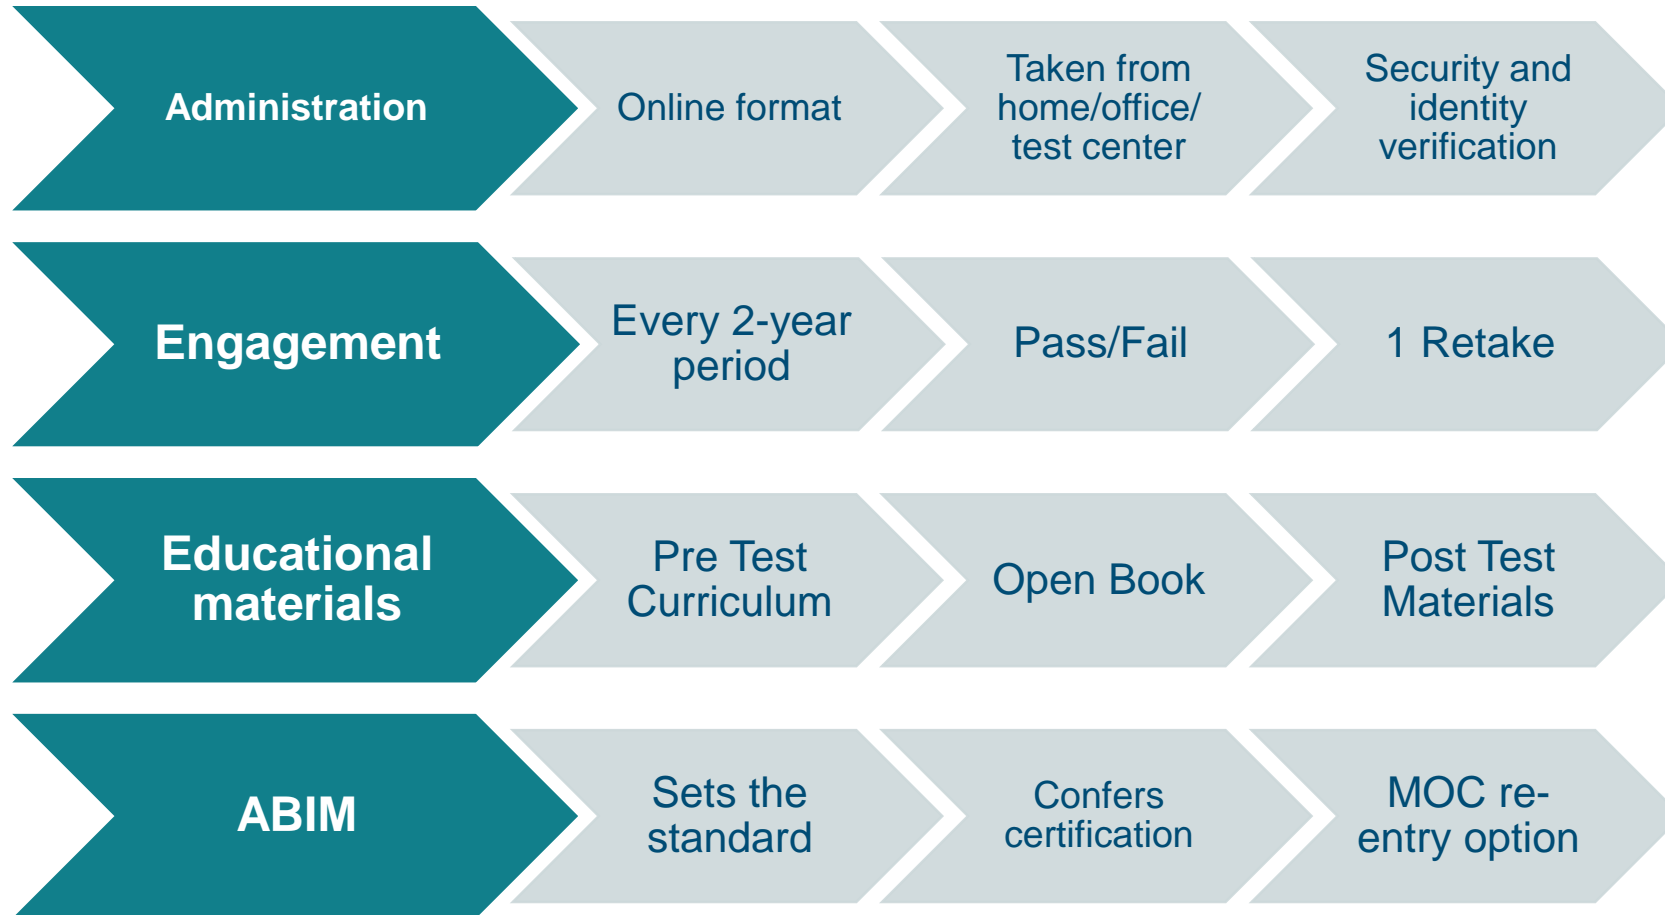 Administration
Online format
Taken from
home/office/
test center
Security and
identity
verification
Engagement
Every 2-year
period
Pass/Fail
1 Retake
Educational
materials
Pre Test
Curriculum
Open Book
Post Test
Materials
ABIM
Sets the
standard
Confers
certification
MOC re-
entry option